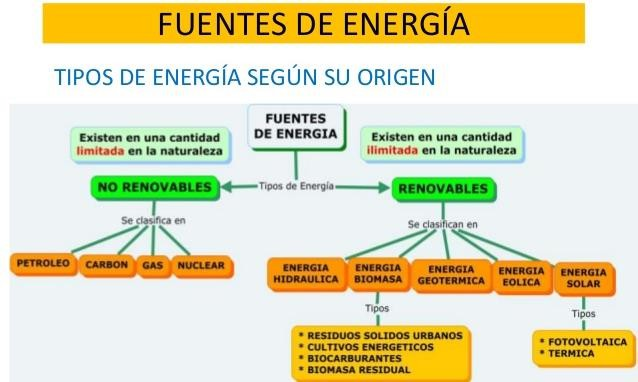 FUENTES DE ENERGÍA
TIPOS DE ENERGÍA SEGÚN SU ORIGEN
FUENTES
DE ENERGIA
Existen en una cantidad
limitada en la naturaleza
Existen en una cantidad
ilimitada en la naturaleza
NO RENOVABLES
Tipos de Energía
RENOVABLES
Se clasifica en
Se clasifican en
PETROLEO
CARBON
GAS
NUCLEAR
ENERGIA
HIDRAULICA
ENERGIA
BIOMASA
ENERGIA
GEOTERMICA
ENERGIA
EOLICA
ENERGIA
SOLAR
Tipos
Tipos
* RESIDUOS SOLIDOS URBANOS
* CULTIVOS ENERGETICOS
* BIOCARBURANTES
* BIOMASA RESIDUAL
* FOTOVOLTAICA
* TERMICA